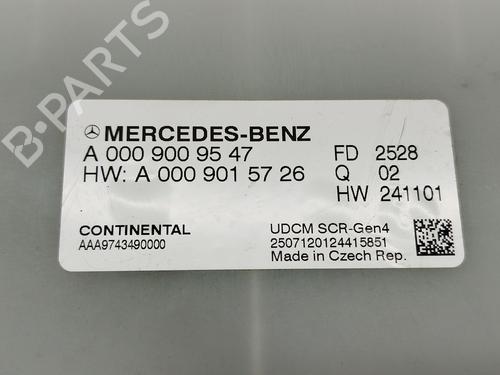 B-PARTS
MERCEDES-BENZ
A 000 900 95 47 FD 2528
HW: A 000 901 57 26 Q 02
HW 241101
CONTINENTAL UDCM SCR-Gen4
AAA9743490000 2507120124415851
Made in Czech Rep.